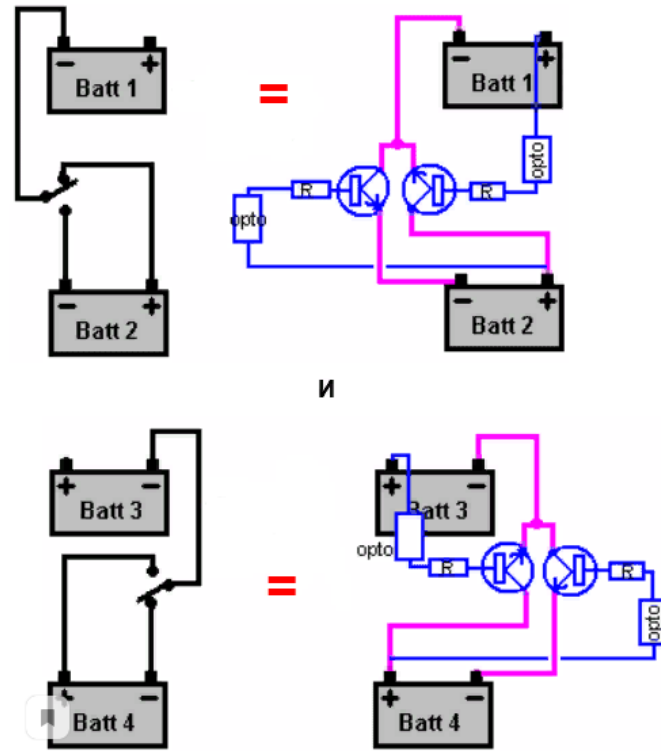 − +
Batt 1
=
− +
Batt 1
opto
R
R
opto
− +
Batt 2
− +
Batt 2
и
+ −
Batt 3
=
+ −
Batt 3
opto
R
R
opto
−
Batt 4
+ −
Batt 4